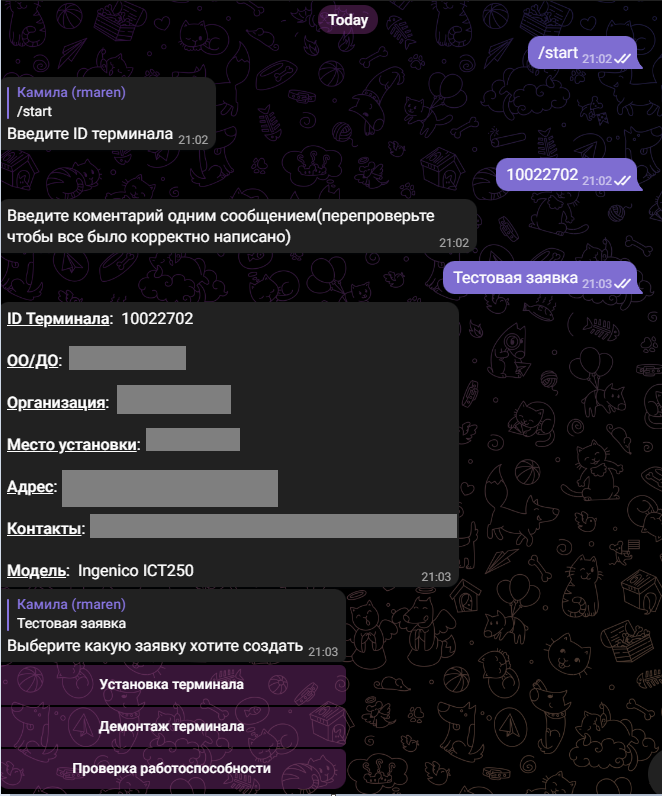 Today
/start 21:02
Камила (rmaren)
/start
Введите ID терминала 21:02
10022702 21:02
Введите коментарий одним сообщением(перепроверьте
чтобы все было корректно написано) 21:02
Тестовая заявка 21:03
ID Терминала: 10022702
ОО/ДО:
Организация:
Место установки:
Адрес:
Контакты:
Модель: Ingenico ICT250 21:03
Камила (rmaren)
Тестовая заявка
Выберите какую заявку хотите создать 21:03
Установка терминала
Демонтаж терминала
Проверка работоспособности